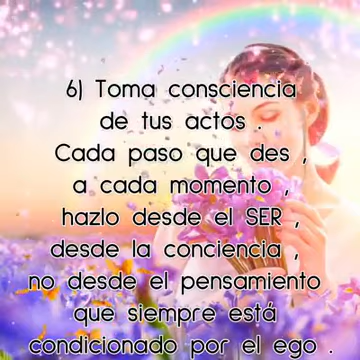 6) Toma consciencia
de tus actos .
Cada paso que des ,
a cada momento ,
hazlo desde el SER ,
desde la conciencia ,
no desde el pensamiento
que siempre está
condicionado por el ego .